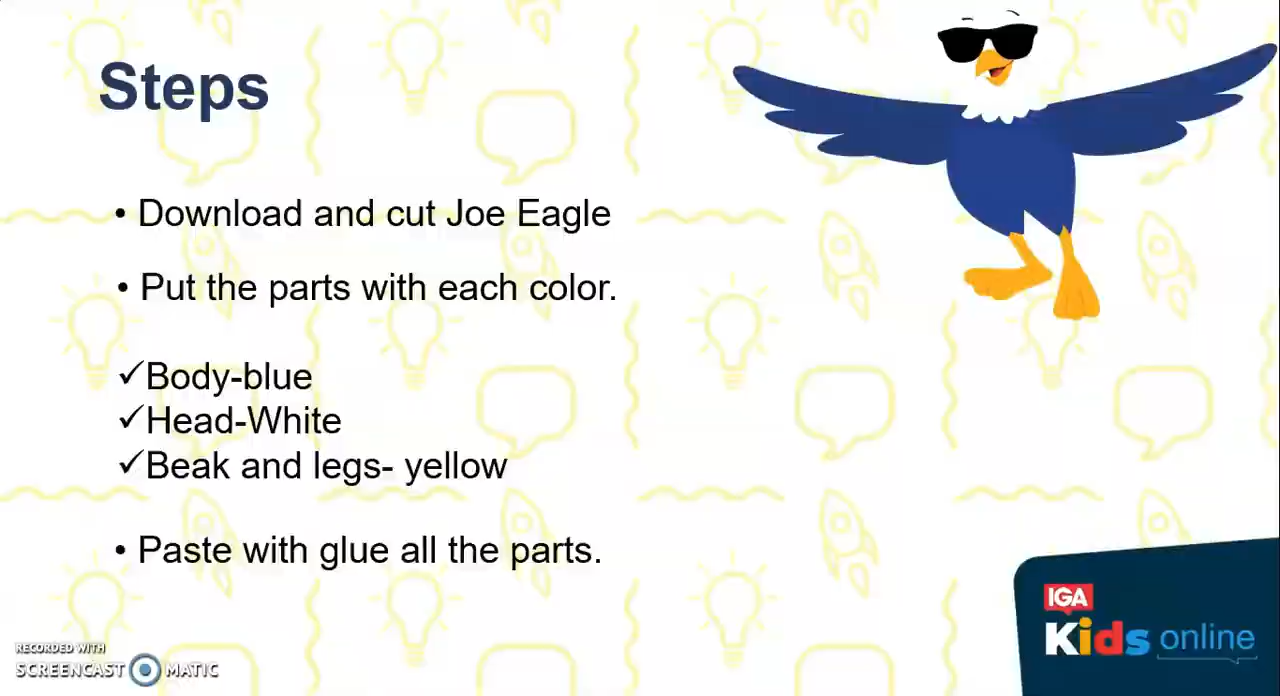 Steps
• Download and cut Joe Eagle
• Put the parts with each color.
✓Body-blue
✓Head-White
✓Beak and legs- yellow
• Paste with glue all the parts.
IGA
Kids online
RECORDED WITH
SCREENCAST MATIC